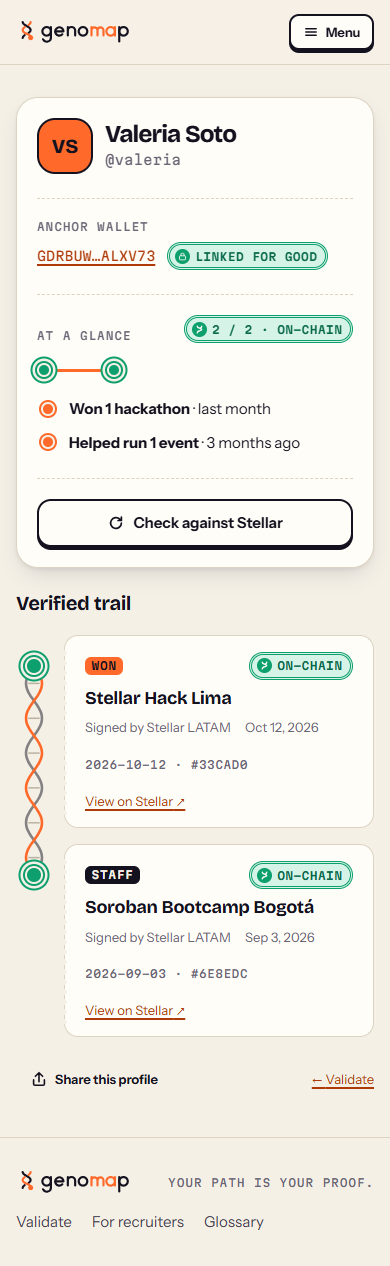 genomap
Menu
VS
Valeria Soto
@valeria
ANCHOR WALLET
GDRBUW…ALXV73
LINKED FOR GOOD
AT A GLANCE
2 / 2 · ON-CHAIN
Won 1 hackathon · last month
Helped run 1 event · 3 months ago
Check against Stellar
Verified trail
WON
ON-CHAIN
Stellar Hack Lima
Signed by Stellar LATAM Oct 12, 2026
2026-10-12 · #33CAD0
View on Stellar ↗
STAFF
ON-CHAIN
Soroban Bootcamp Bogotá
Signed by Stellar LATAM Sep 3, 2026
2026-09-03 · #6E8EDC
View on Stellar ↗
Share this profile
← Validate
genomap
YOUR PATH IS YOUR PROOF.
Validate For recruiters Glossary